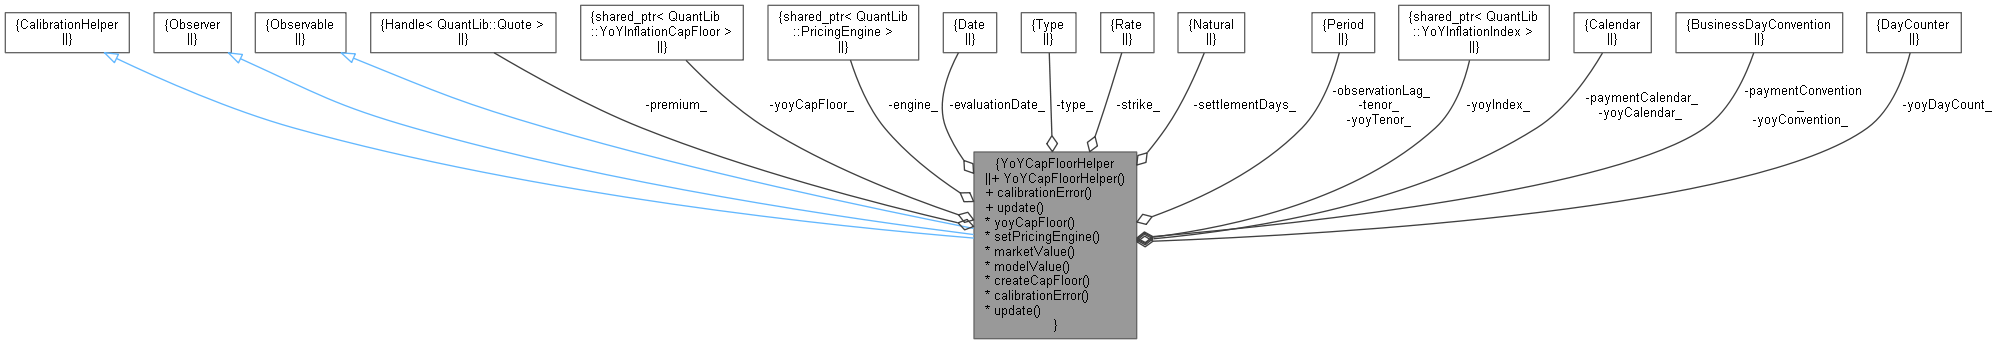 {CalibrationHelper
||}
{Observer
||}
{Observable
||}
{Handle< QuantLib::Quote >
||}
{shared_ptr< QuantLib
::YoYInflationCapFloor >
||}
{shared_ptr< QuantLib
::PricingEngine >
||}
{Date
||}
{Type
||}
{Rate
||}
{Natural
||}
{Period
||}
{shared_ptr< QuantLib
::YoYInflationIndex >
||}
{Calendar
||}
{BusinessDayConvention
||}
{DayCounter
||}
-premium_
-yoyCapFloor_
-engine_
-evaluationDate_
-type_
-strike_
-settlementDays_
-observationLag_
-tenor_
-yoyTenor_
-yoyIndex_
-paymentCalendar_
-yoyCalendar_
-paymentConvention
_
-yoyConvention_
-yoyDayCount_
{YoYCapFloorHelper
||+ YoYCapFloorHelper()
+ calibrationError()
+ update()
* yoyCapFloor()
* setPricingEngine()
* marketValue()
* modelValue()
* createCapFloor()
* calibrationError()
* update()
}